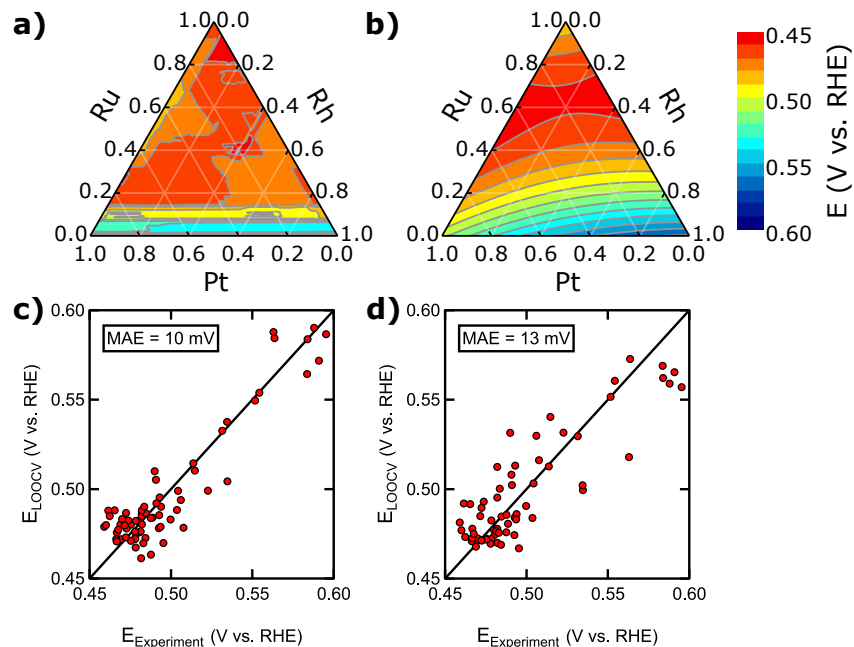 a)
b)
1.0 0.0
0.8 0.2
0.6 0.4
0.4 0.6
0.2 0.8
0.0 1.0
1.0 0.8 0.6 0.4 0.2 0.0
Ru
Rh
Pt
1.0 0.0
0.8 0.2
0.6 0.4
0.4 0.6
0.2 0.8
0.0 1.0
1.0 0.8 0.6 0.4 0.2 0.0
Ru
Rh
Pt
0.45
0.50
0.55
0.60
E (V vs. RHE)
c)
MAE = 10 mV
0.60
0.55
0.50
0.45
0.45 0.50 0.55 0.60
E_LOOCV (V vs. RHE)
E_Experiment (V vs. RHE)
d)
MAE = 13 mV
0.60
0.55
0.50
0.45
0.45 0.50 0.55 0.60
E_LOOCV (V vs. RHE)
E_Experiment (V vs. RHE)